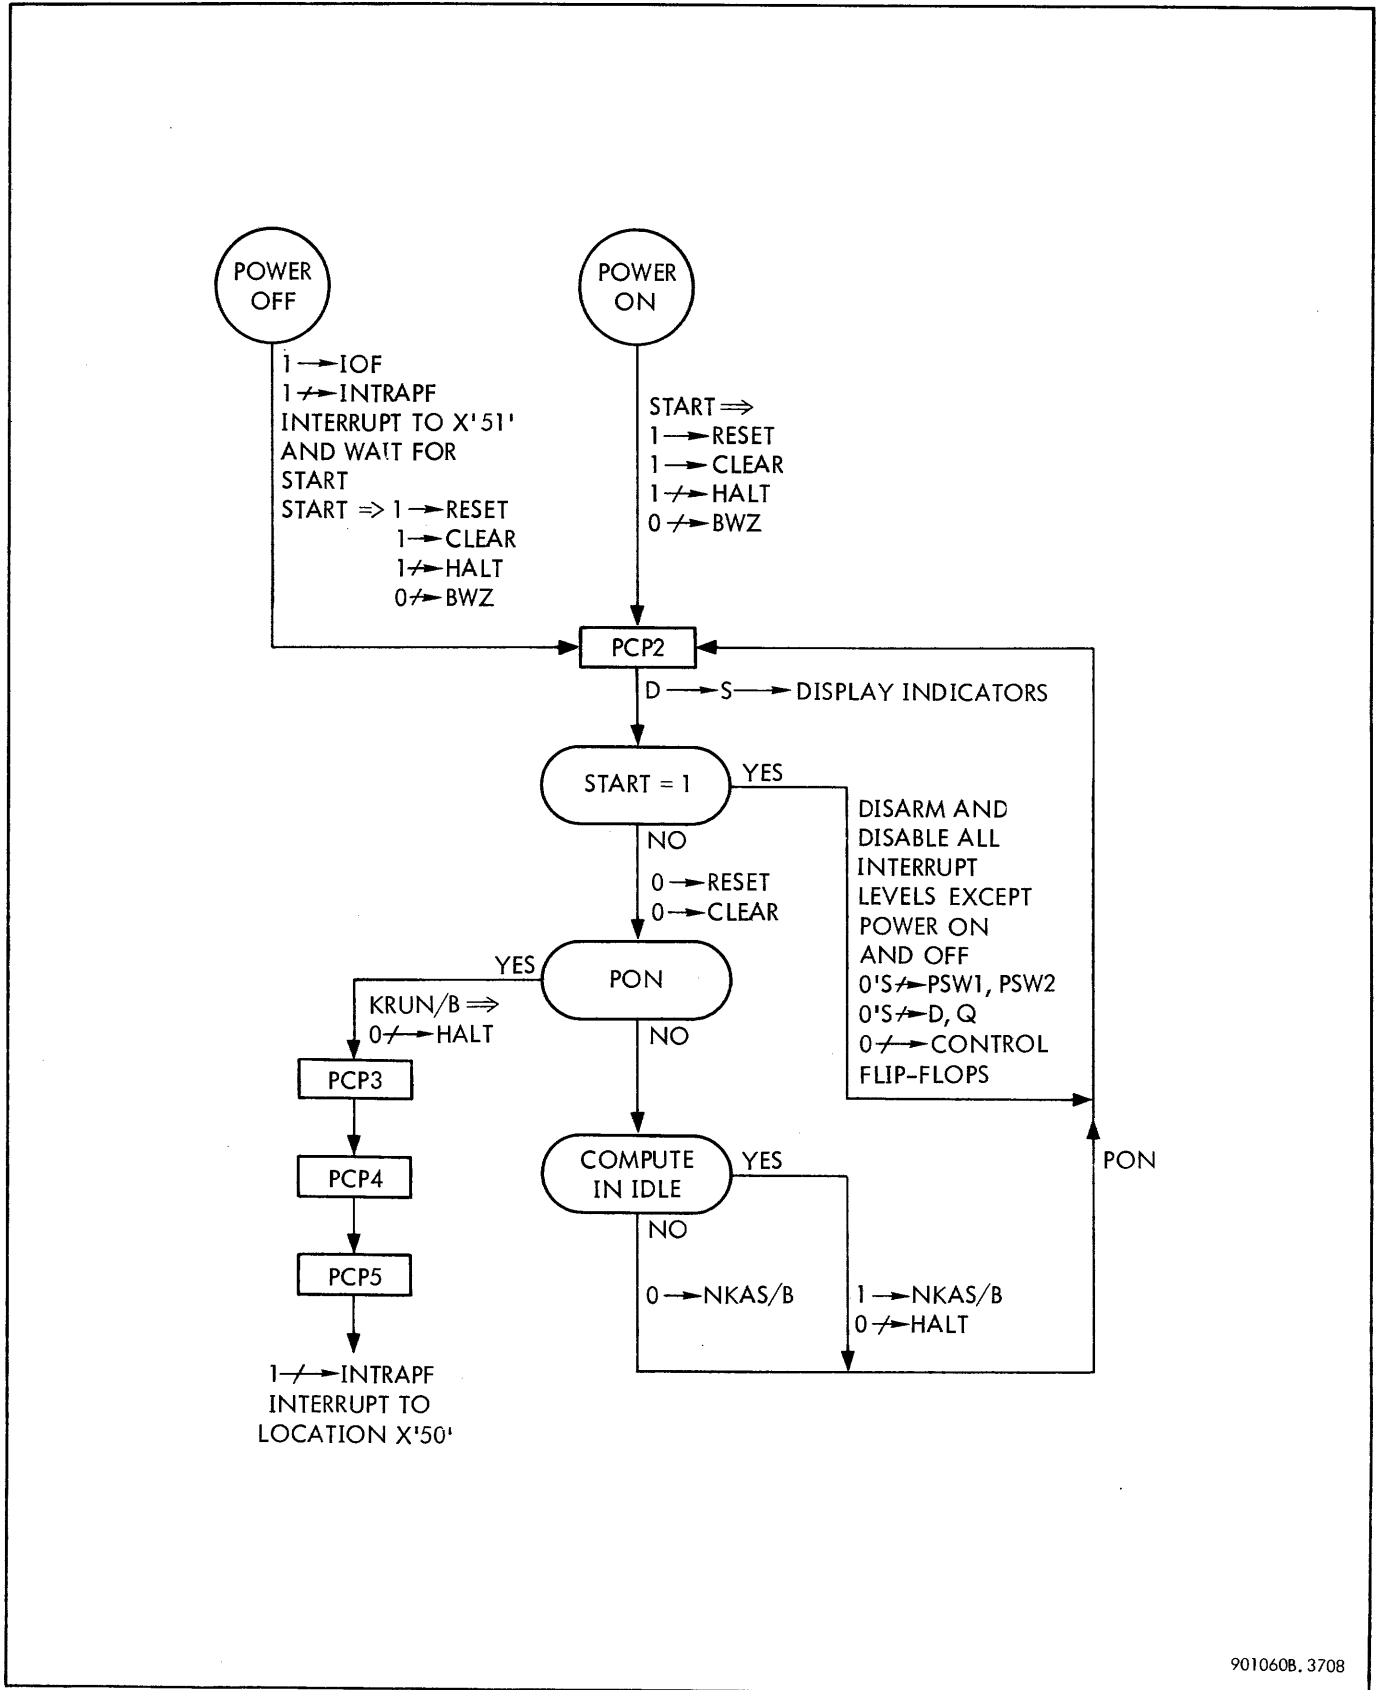 POWER
OFF
POWER
ON
1 → IOF
1 ↛ INTRAPF
INTERRUPT TO X'51'
AND WAIT FOR
START
START ⇒ 1 → RESET
1 → CLEAR
1 ↛ HALT
0 ↛ BWZ
START ⇒
1 → RESET
1 → CLEAR
1 ↛ HALT
0 ↛ BWZ
PCP2
D → S → DISPLAY INDICATORS
START = 1
YES
NO
DISARM AND
DISABLE ALL
INTERRUPT
LEVELS EXCEPT
POWER ON
AND OFF
0'S ↛ PSW1, PSW2
0'S ↛ D, Q
0 ↛ CONTROL
FLIP-FLOPS
0 → RESET
0 → CLEAR
PON
YES
NO
KRUN/B ⇒
0 ↛ HALT
PCP3
PCP4
PCP5
1 ↛ INTRAPF
INTERRUPT TO
LOCATION X'50'
COMPUTE
IN IDLE
YES
NO
0 → NKAS/B
1 → NKAS/B
0 ↛ HALT
PON
901060B. 3708